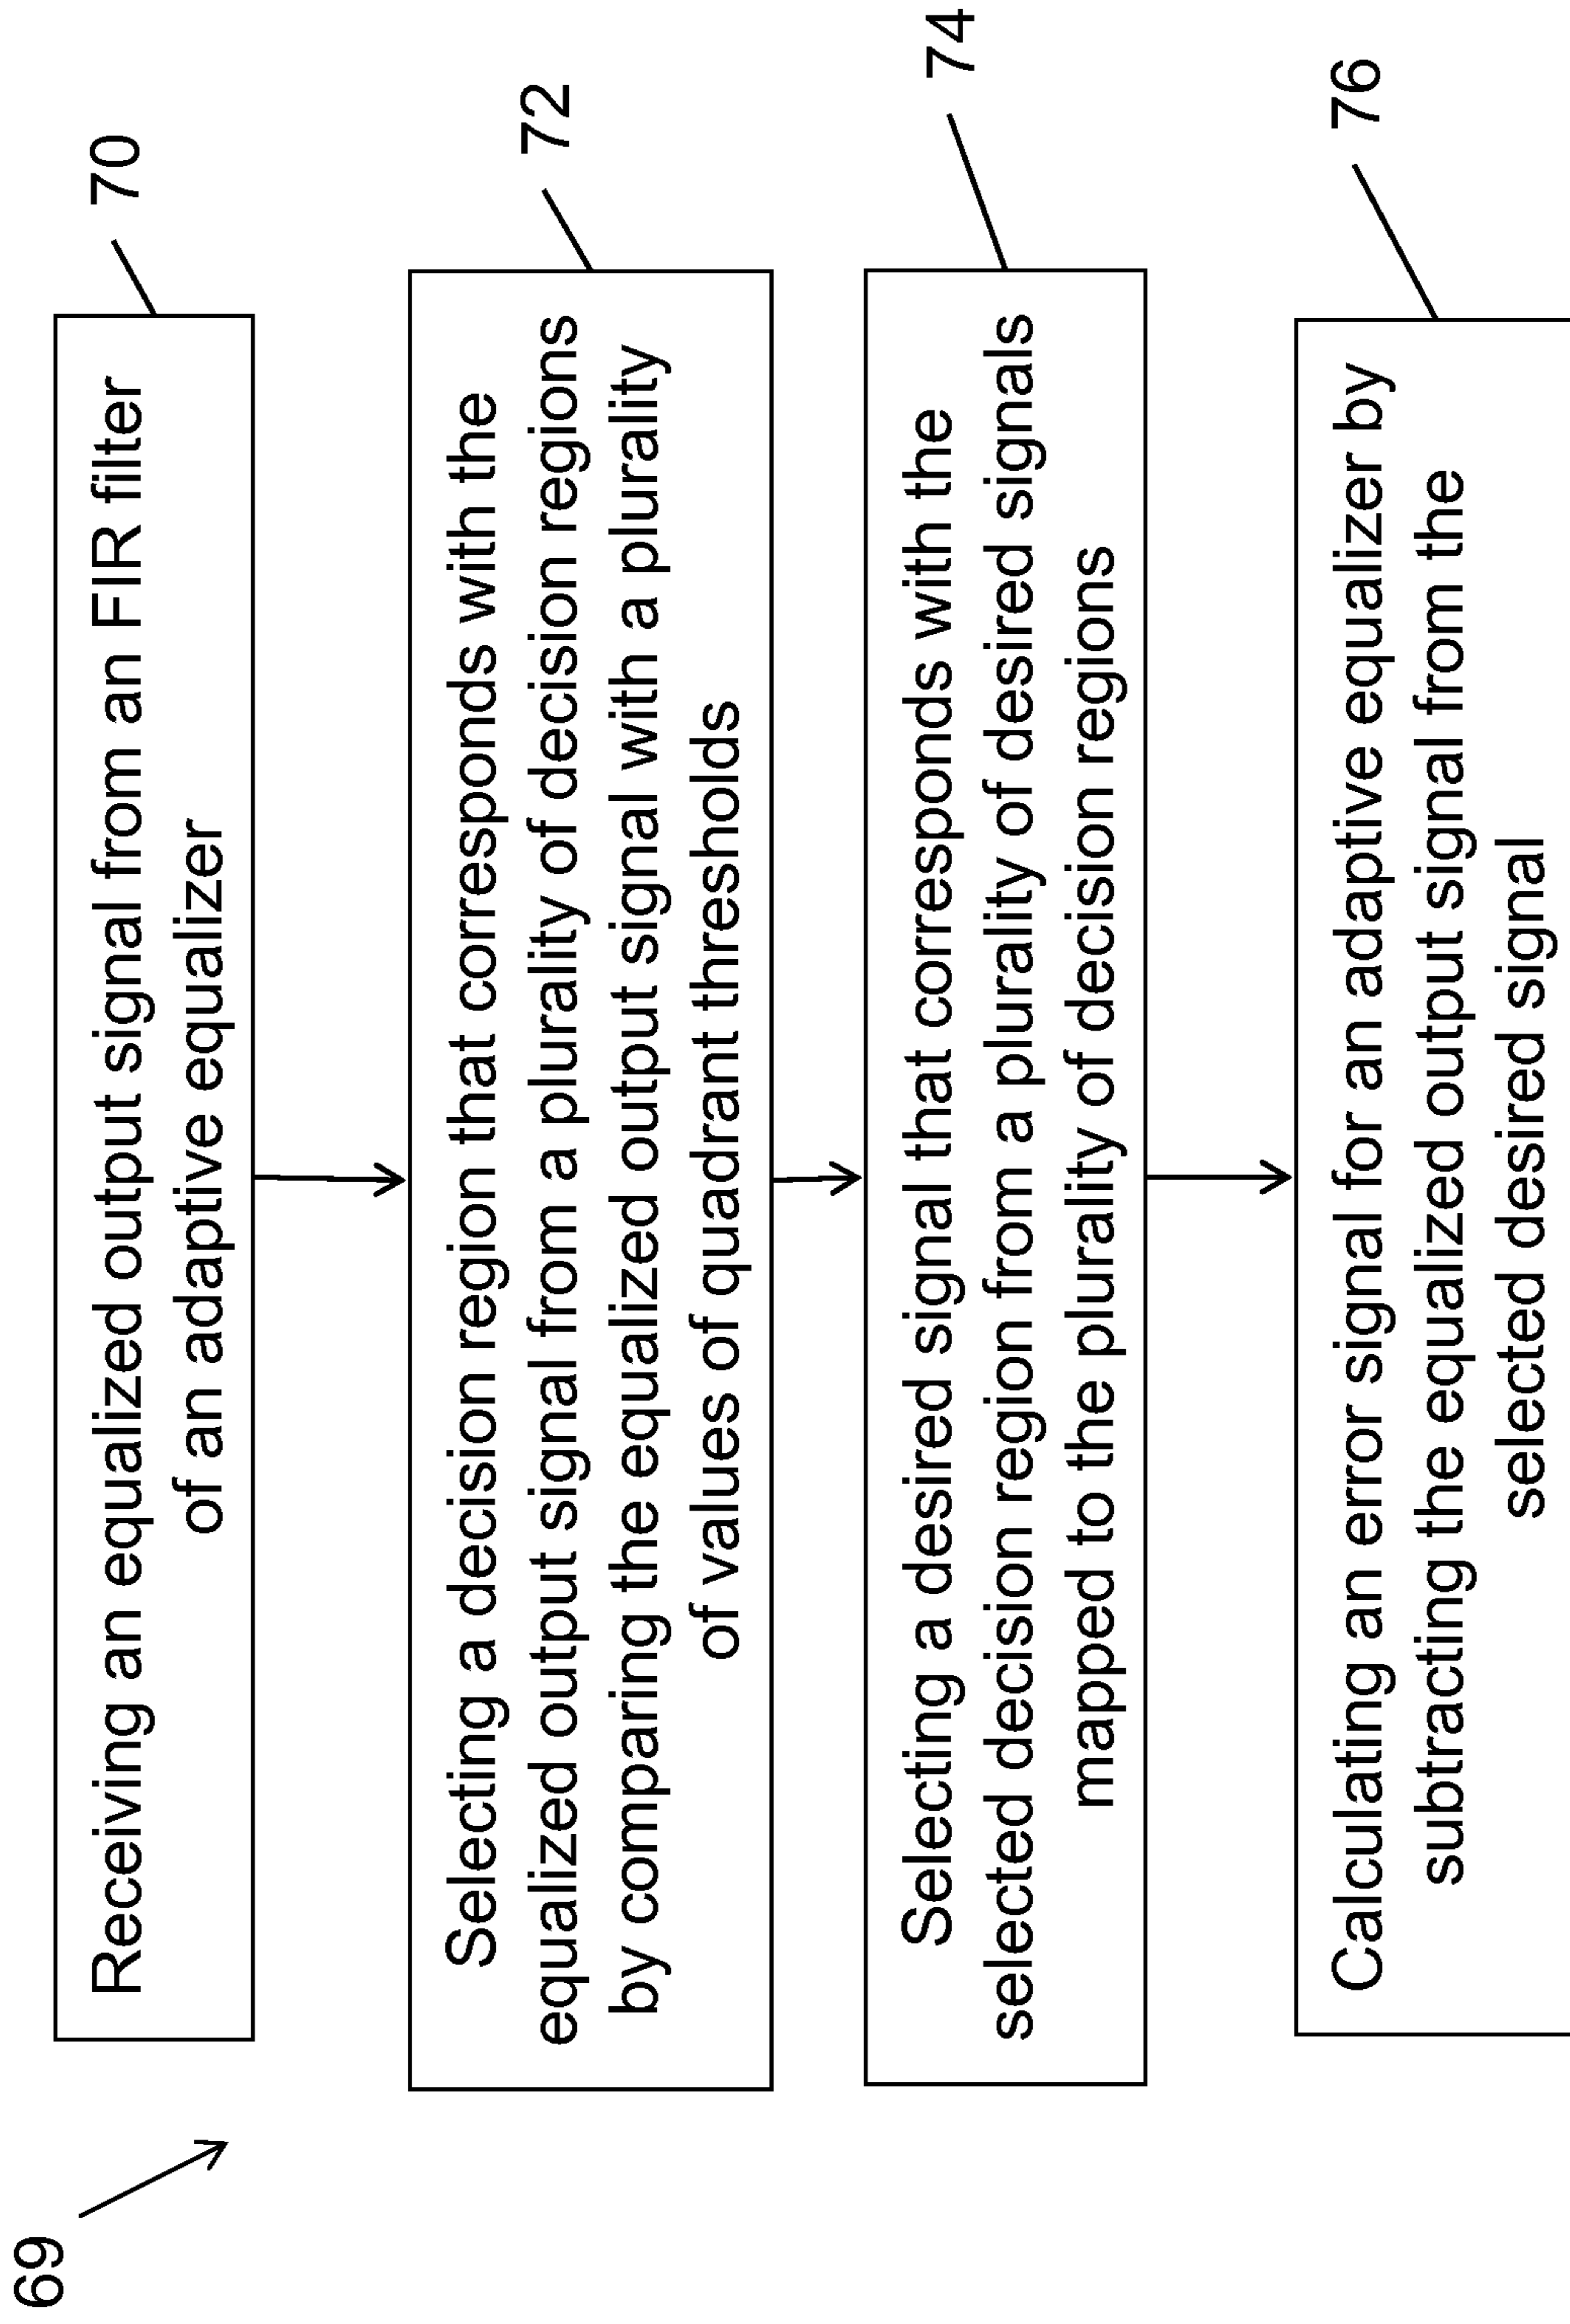 69
Receiving an equalized output signal from an FIR filter
of an adaptive equalizer
70
Selecting a decision region that corresponds with the
equalized output signal from a plurality of decision regions
by comparing the equalized output signal with a plurality
of values of quadrant thresholds
72
Selecting a desired signal that corresponds with the
selected decision region from a plurality of desired signals
mapped to the plurality of decision regions
74
Calculating an error signal for an adaptive equalizer by
subtracting the equalized output signal from the
selected desired signal
76